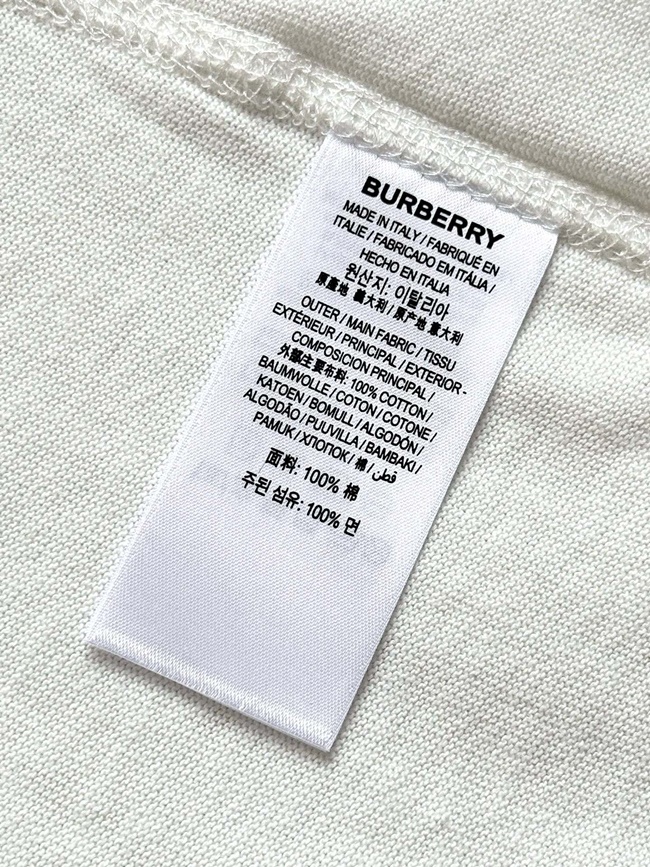 BURBERRY
MADE IN ITALY / FABRIQUÉ EN
ITALIE / FABRICADO EM ITÁLIA /
HECHO EN ITALIA
원산지: 이탈리아
原產地 義大利 / 原产地 意大利
OUTER / MAIN FABRIC / TISSU
EXTÉRIEUR / PRINCIPAL / EXTERIOR -
COMPOSICION PRINCIPAL /
外部主要布料: 100% COTTON /
BAUMWOLLE / COTON / COTONE /
KATOEN / BOMULL / ALGODÓN /
ALGODÃO / PUUVILLA / BAMBAKI /
PAMUK / ХЛОПОК / 棉 / قطن
面料: 100% 棉
주된 섬유: 100% 면